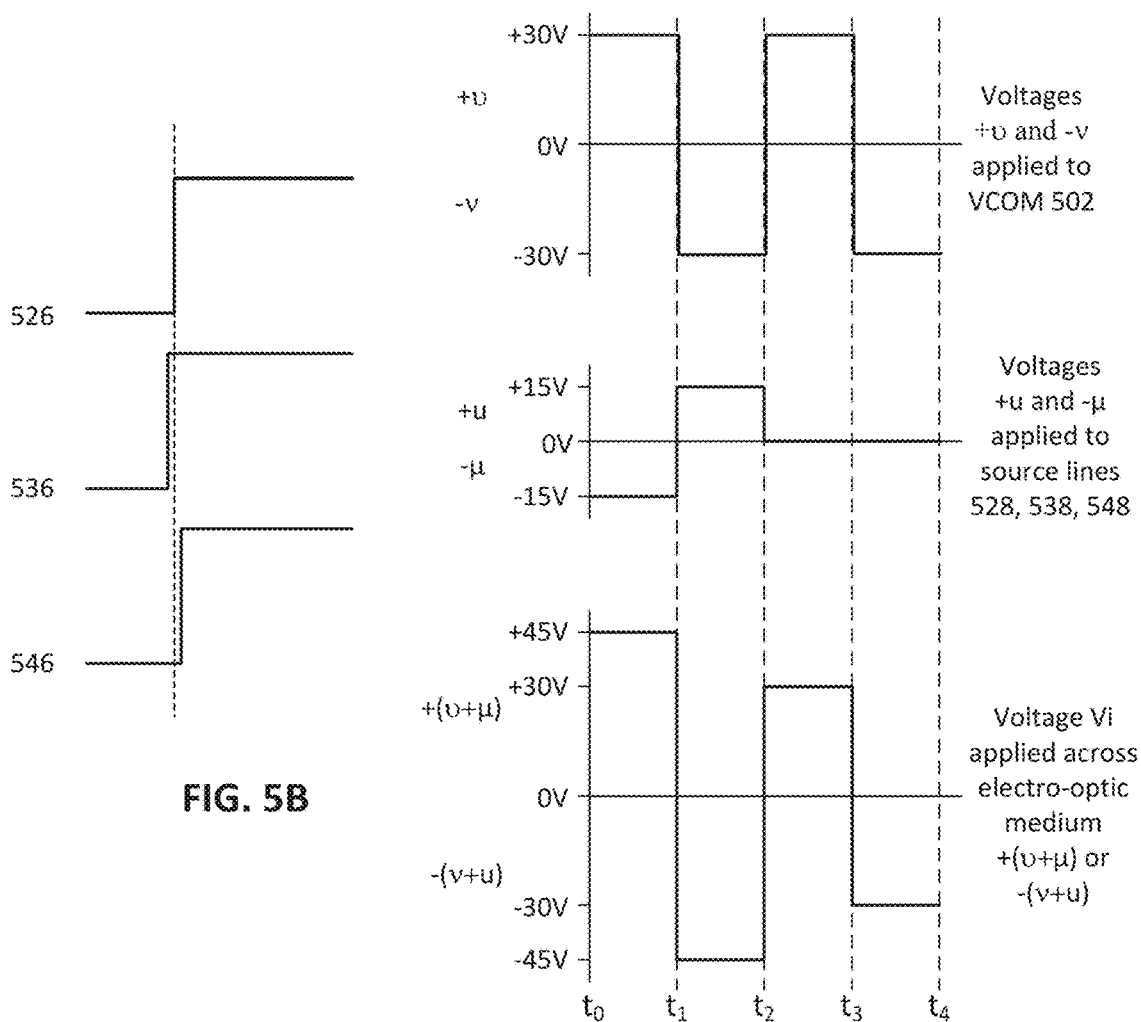 526
536
546
FIG. 5B
+30V
+υ
0V
-ν
-30V
Voltages
+υ and -ν
applied to
VCOM 502
+15V
+u
0V
-μ
-15V
Voltages
+u and -μ
applied to
source lines
528, 538, 548
+45V
+30V
+(υ+μ)
0V
-(ν+u)
-30V
-45V
Voltage Vi
applied across
electro-optic
medium
+(υ+μ) or
-(ν+u)
t₀ t₁ t₂ t₃ t₄